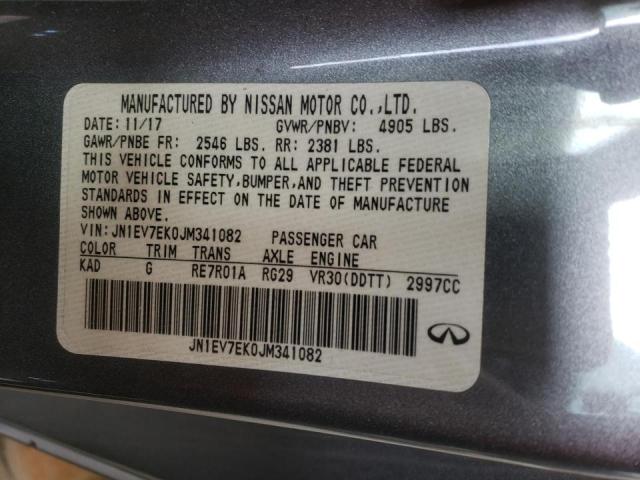 MANUFACTURED BY NISSAN MOTOR CO.,LTD.
DATE: 11/17 GVWR/PNBV: 4905 LBS.
GAWR/PNBE FR: 2546 LBS. RR: 2381 LBS.
THIS VEHICLE CONFORMS TO ALL APPLICABLE FEDERAL
MOTOR VEHICLE SAFETY,BUMPER,AND THEFT PREVENTION
STANDARDS IN EFFECT ON THE DATE OF MANUFACTURE
SHOWN ABOVE.
VIN:JN1EV7EK0JM341082 PASSENGER CAR
COLOR TRIM TRANS AXLE ENGINE
KAD G RE7R01A RG29 VR30(DDTT) 2997CC
JN1EV7EK0JM341082